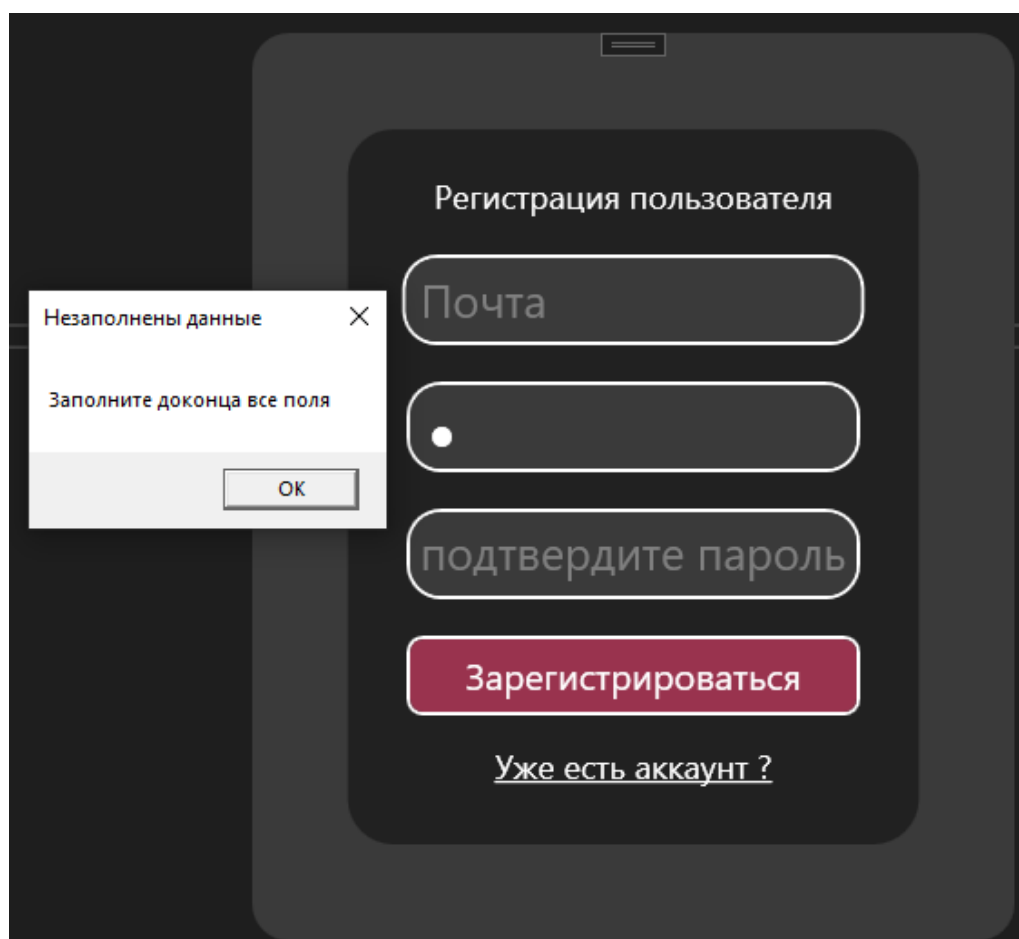 Регистрация пользователя
Почта
Незаполнены данные
Заполните доконца все поля
OK
подтвердите пароль
Зарегистрироваться
Уже есть аккаунт ?